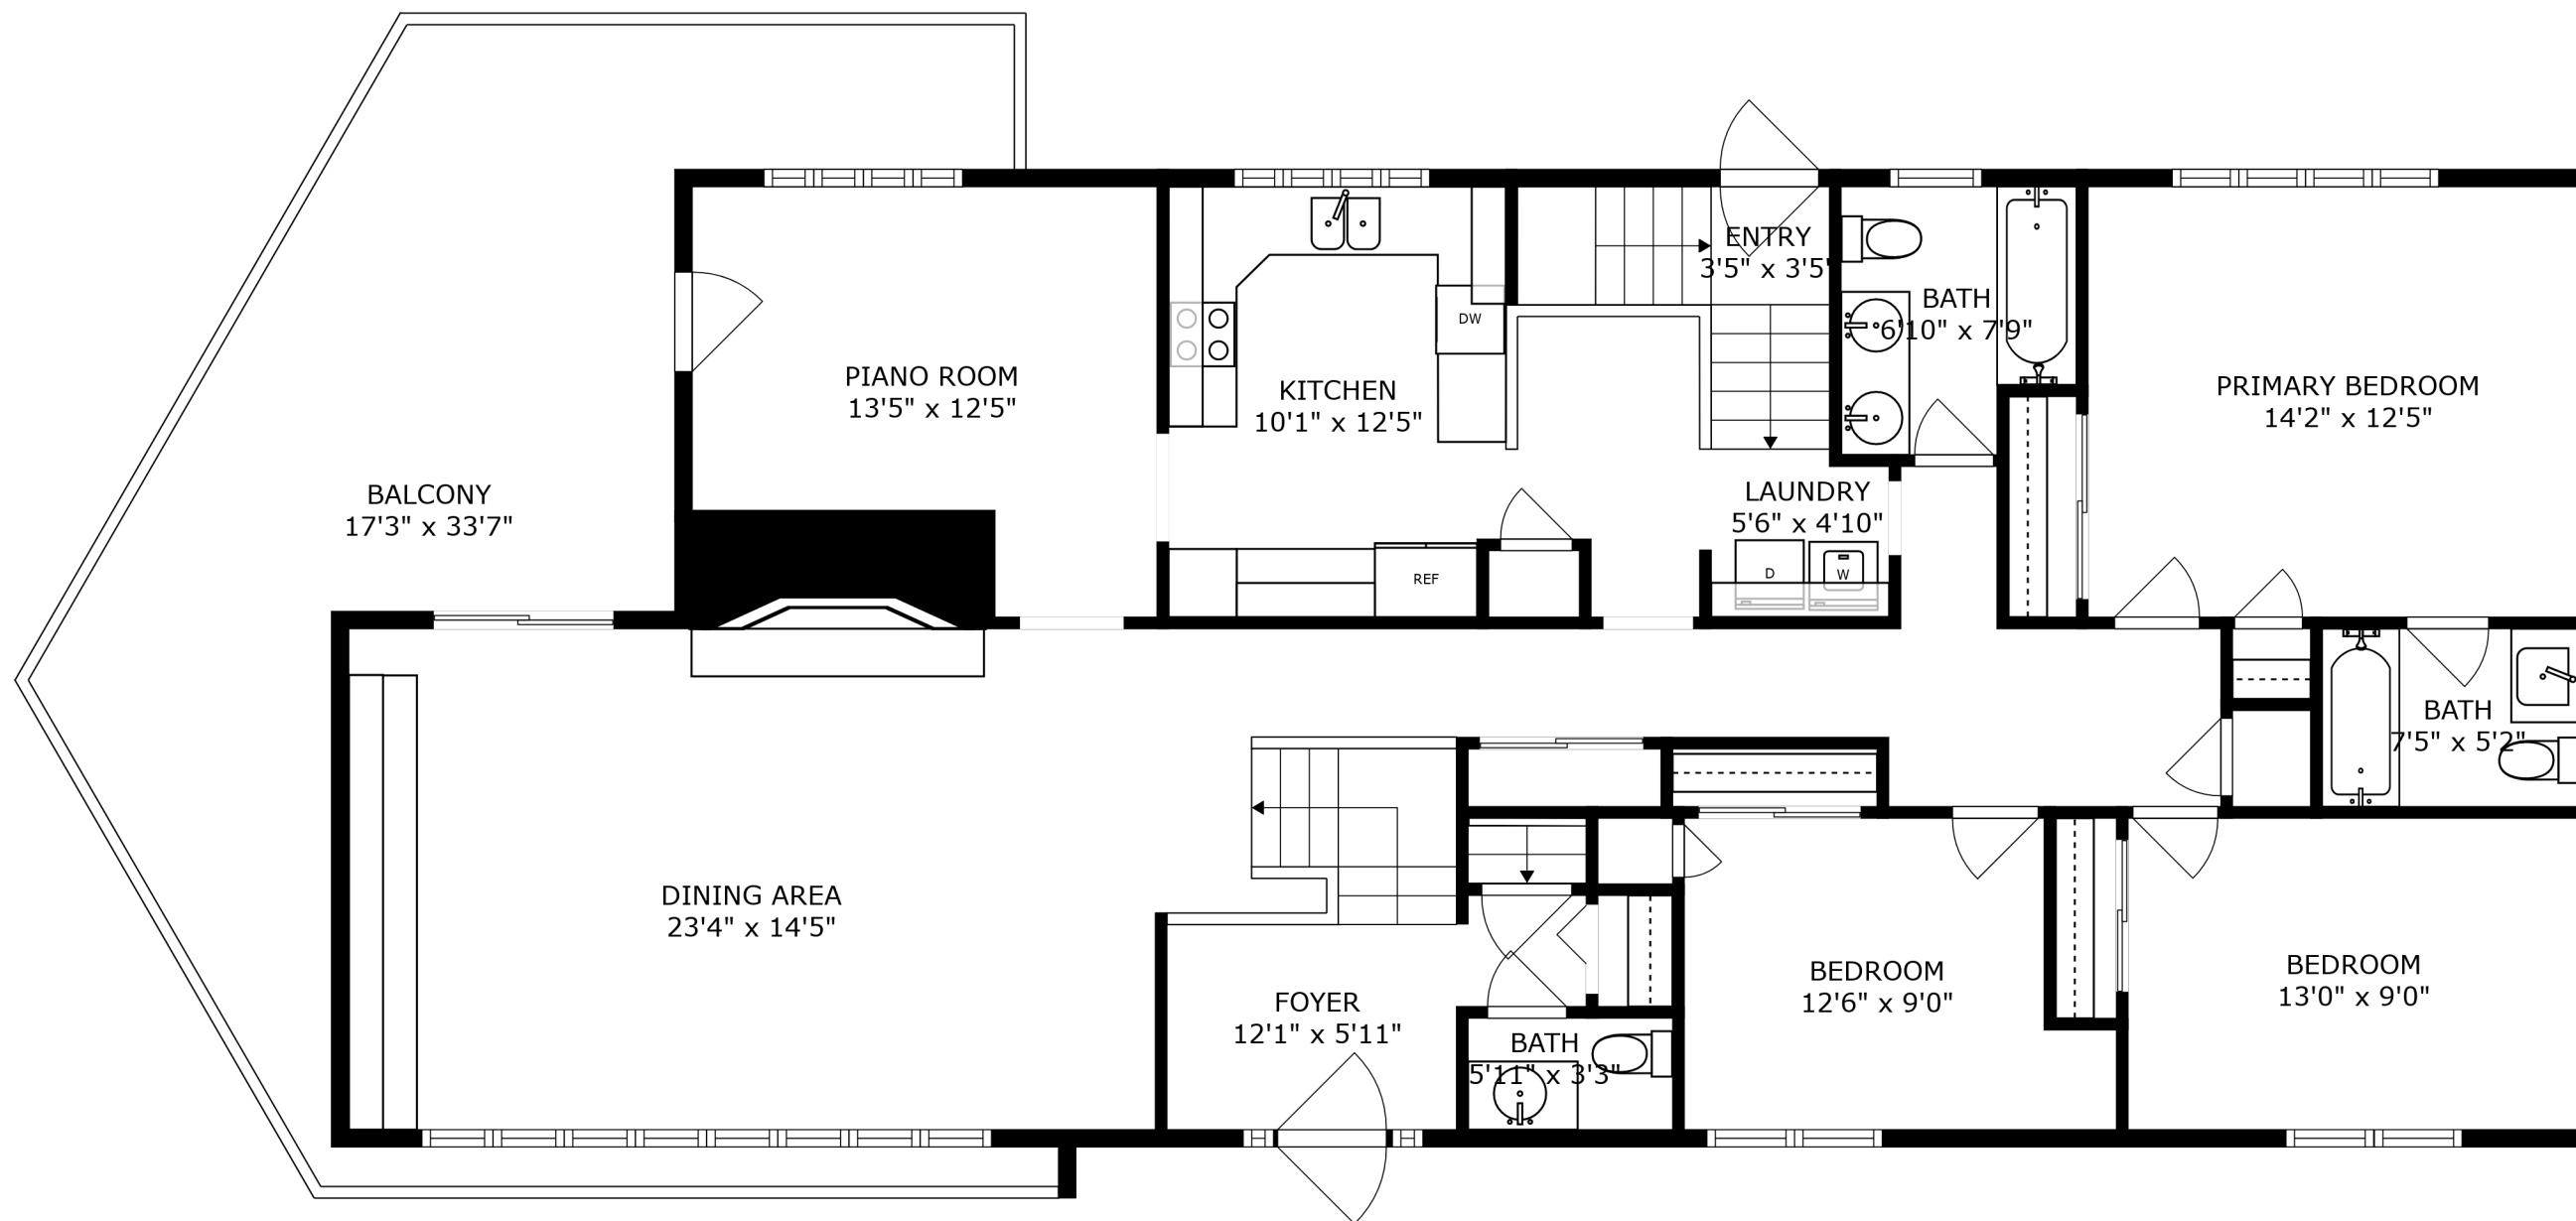 ENTRY
3'5" x 3'5"
BATH
6'10" x 7'9"
DW
PIANO ROOM
13'5" x 12'5"
KITCHEN
10'1" x 12'5"
PRIMARY BEDROOM
14'2" x 12'5"
BALCONY
17'3" x 33'7"
LAUNDRY
5'6" x 4'10"
REF
D
W
BATH
7'5" x 5'2"
DINING AREA
23'4" x 14'5"
FOYER
12'1" x 5'11"
BATH
5'11" x 3'3"
BEDROOM
12'6" x 9'0"
BEDROOM
13'0" x 9'0"